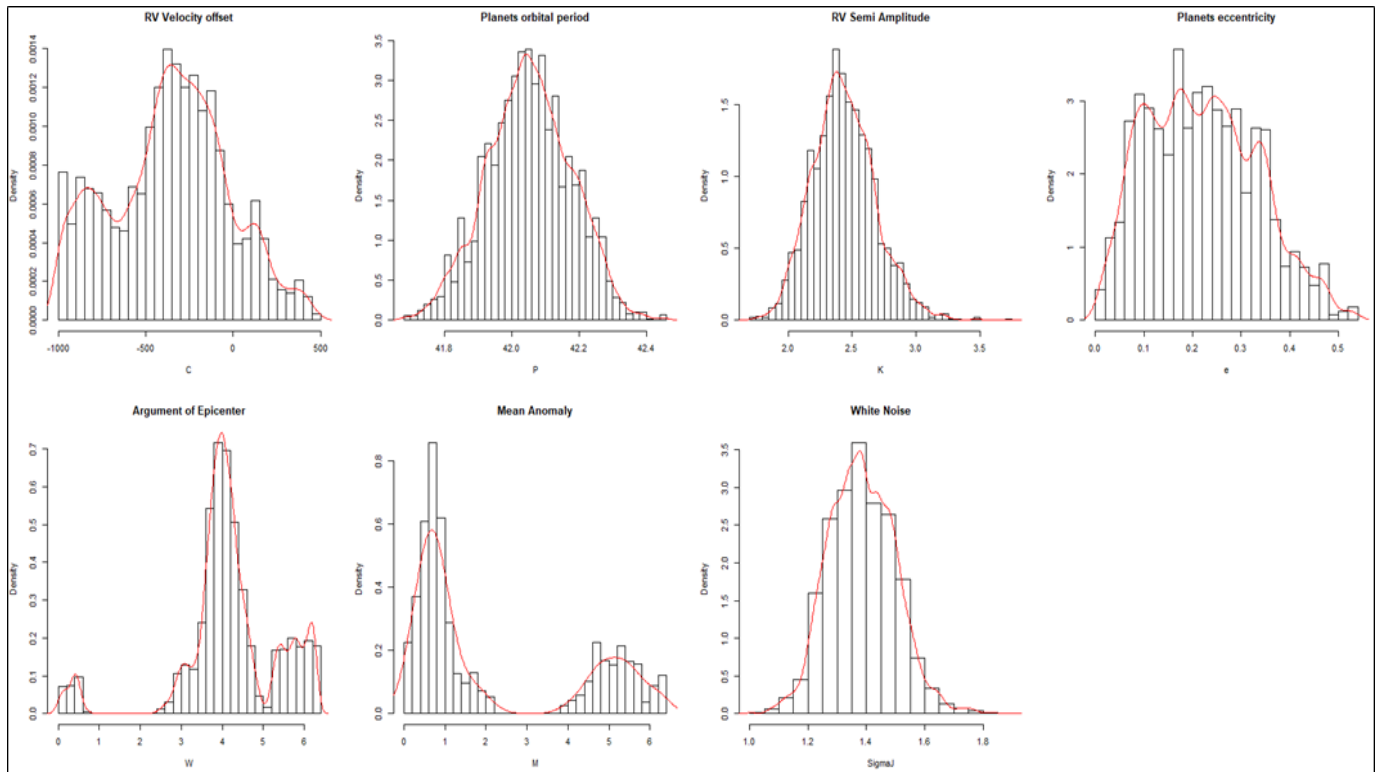 RV Velocity offset
Density
0.0000 0.0002 0.0004 0.0006 0.0008 0.0010 0.0012 0.0014
-1000 -500 0 500
C
Planets orbital period
Density
0.0 0.5 1.0 1.5 2.0 2.5 3.0 3.5
41.8 42.0 42.2 42.4
P
RV Semi Amplitude
Density
0.0 0.5 1.0 1.5
2.0 2.5 3.0 3.5
K
Planets eccentricity
Density
0 1 2 3
0.0 0.1 0.2 0.3 0.4 0.5
e
Argument of Epicenter
Density
0.0 0.1 0.2 0.3 0.4 0.5 0.6 0.7
0 1 2 3 4 5 6
W
Mean Anomaly
Density
0.0 0.2 0.4 0.6 0.8
0 1 2 3 4 5 6
M
White Noise
Density
0.0 0.5 1.0 1.5 2.0 2.5 3.0 3.5
1.0 1.2 1.4 1.6 1.8
SigmaJ